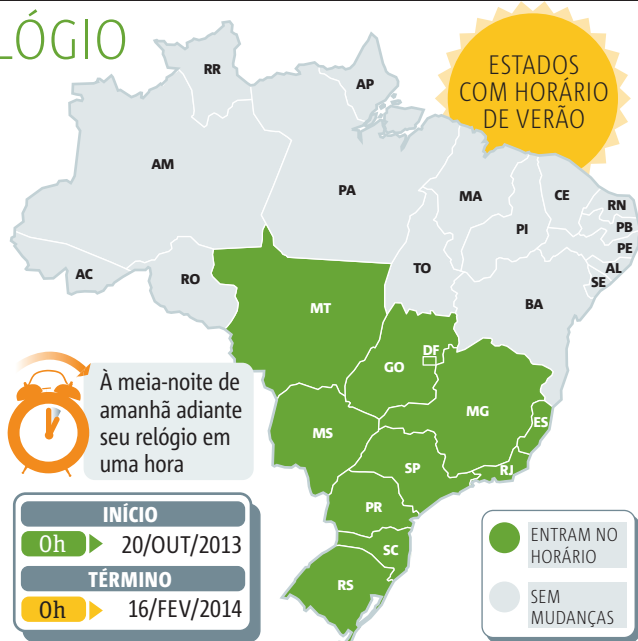 LÓGIO
ESTADOS
COM HORÁRIO
DE VERÃO
RR
AP
AM
PA
MA
CE
RN
PB
PE
AL
SE
PI
TO
BA
AC
RO
MT
GO
DF
MG
ES
MS
SP
RJ
PR
SC
RS
À meia-noite de
amanhã adiante
seu relógio em
uma hora
INÍCIO
0h 20/OUT/2013
TÉRMINO
0h 16/FEV/2014
ENTRAM NO
HORÁRIO
SEM
MUDANÇAS